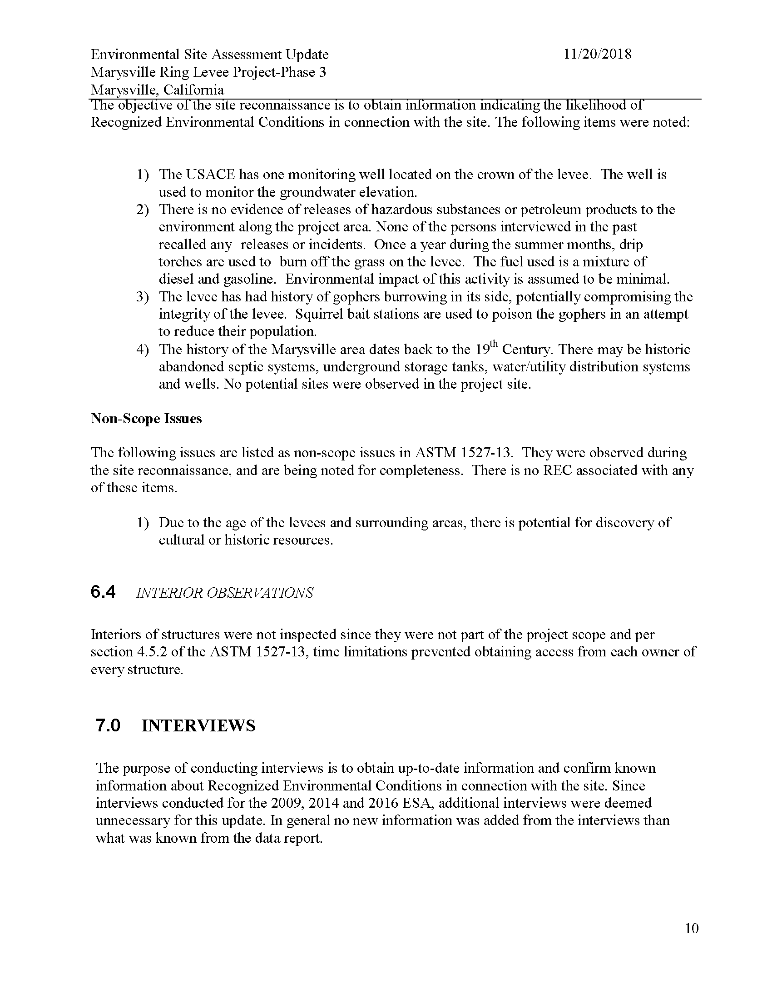 Environmental Site Assessment Update 11/20/2018
Marysville Ring Levee Project-Phase 3
Marysville, California
The objective of the site reconnaissance is to obtain information indicating the likelihood of
Recognized Environmental Conditions in connection with the site. The following items were noted:
1) The USACE has one monitoring well located on the crown of the levee. The well is
used to monitor the groundwater elevation.
2) There is no evidence of releases of hazardous substances or petroleum products to the
environment along the project area. None of the persons interviewed in the past
recalled any releases or incidents. Once a year during the summer months, drip
torches are used to burn off the grass on the levee. The fuel used is a mixture of
diesel and gasoline. Environmental impact of this activity is assumed to be minimal.
3) The levee has had history of gophers burrowing in its side, potentially compromising the
integrity of the levee. Squirrel bait stations are used to poison the gophers in an attempt
to reduce their population.
4) The history of the Marysville area dates back to the 19th Century. There may be historic
abandoned septic systems, underground storage tanks, water/utility distribution systems
and wells. No potential sites were observed in the project site.
Non-Scope Issues
The following issues are listed as non-scope issues in ASTM 1527-13. They were observed during
the site reconnaissance, and are being noted for completeness. There is no REC associated with any
of these items.
1) Due to the age of the levees and surrounding areas, there is potential for discovery of
cultural or historic resources.
6.4 INTERIOR OBSERVATIONS
Interiors of structures were not inspected since they were not part of the project scope and per
section 4.5.2 of the ASTM 1527-13, time limitations prevented obtaining access from each owner of
every structure.
7.0 INTERVIEWS
The purpose of conducting interviews is to obtain up-to-date information and confirm known
information about Recognized Environmental Conditions in connection with the site. Since
interviews conducted for the 2009, 2014 and 2016 ESA, additional interviews were deemed
unnecessary for this update. In general no new information was added from the interviews than
what was known from the data report.
10